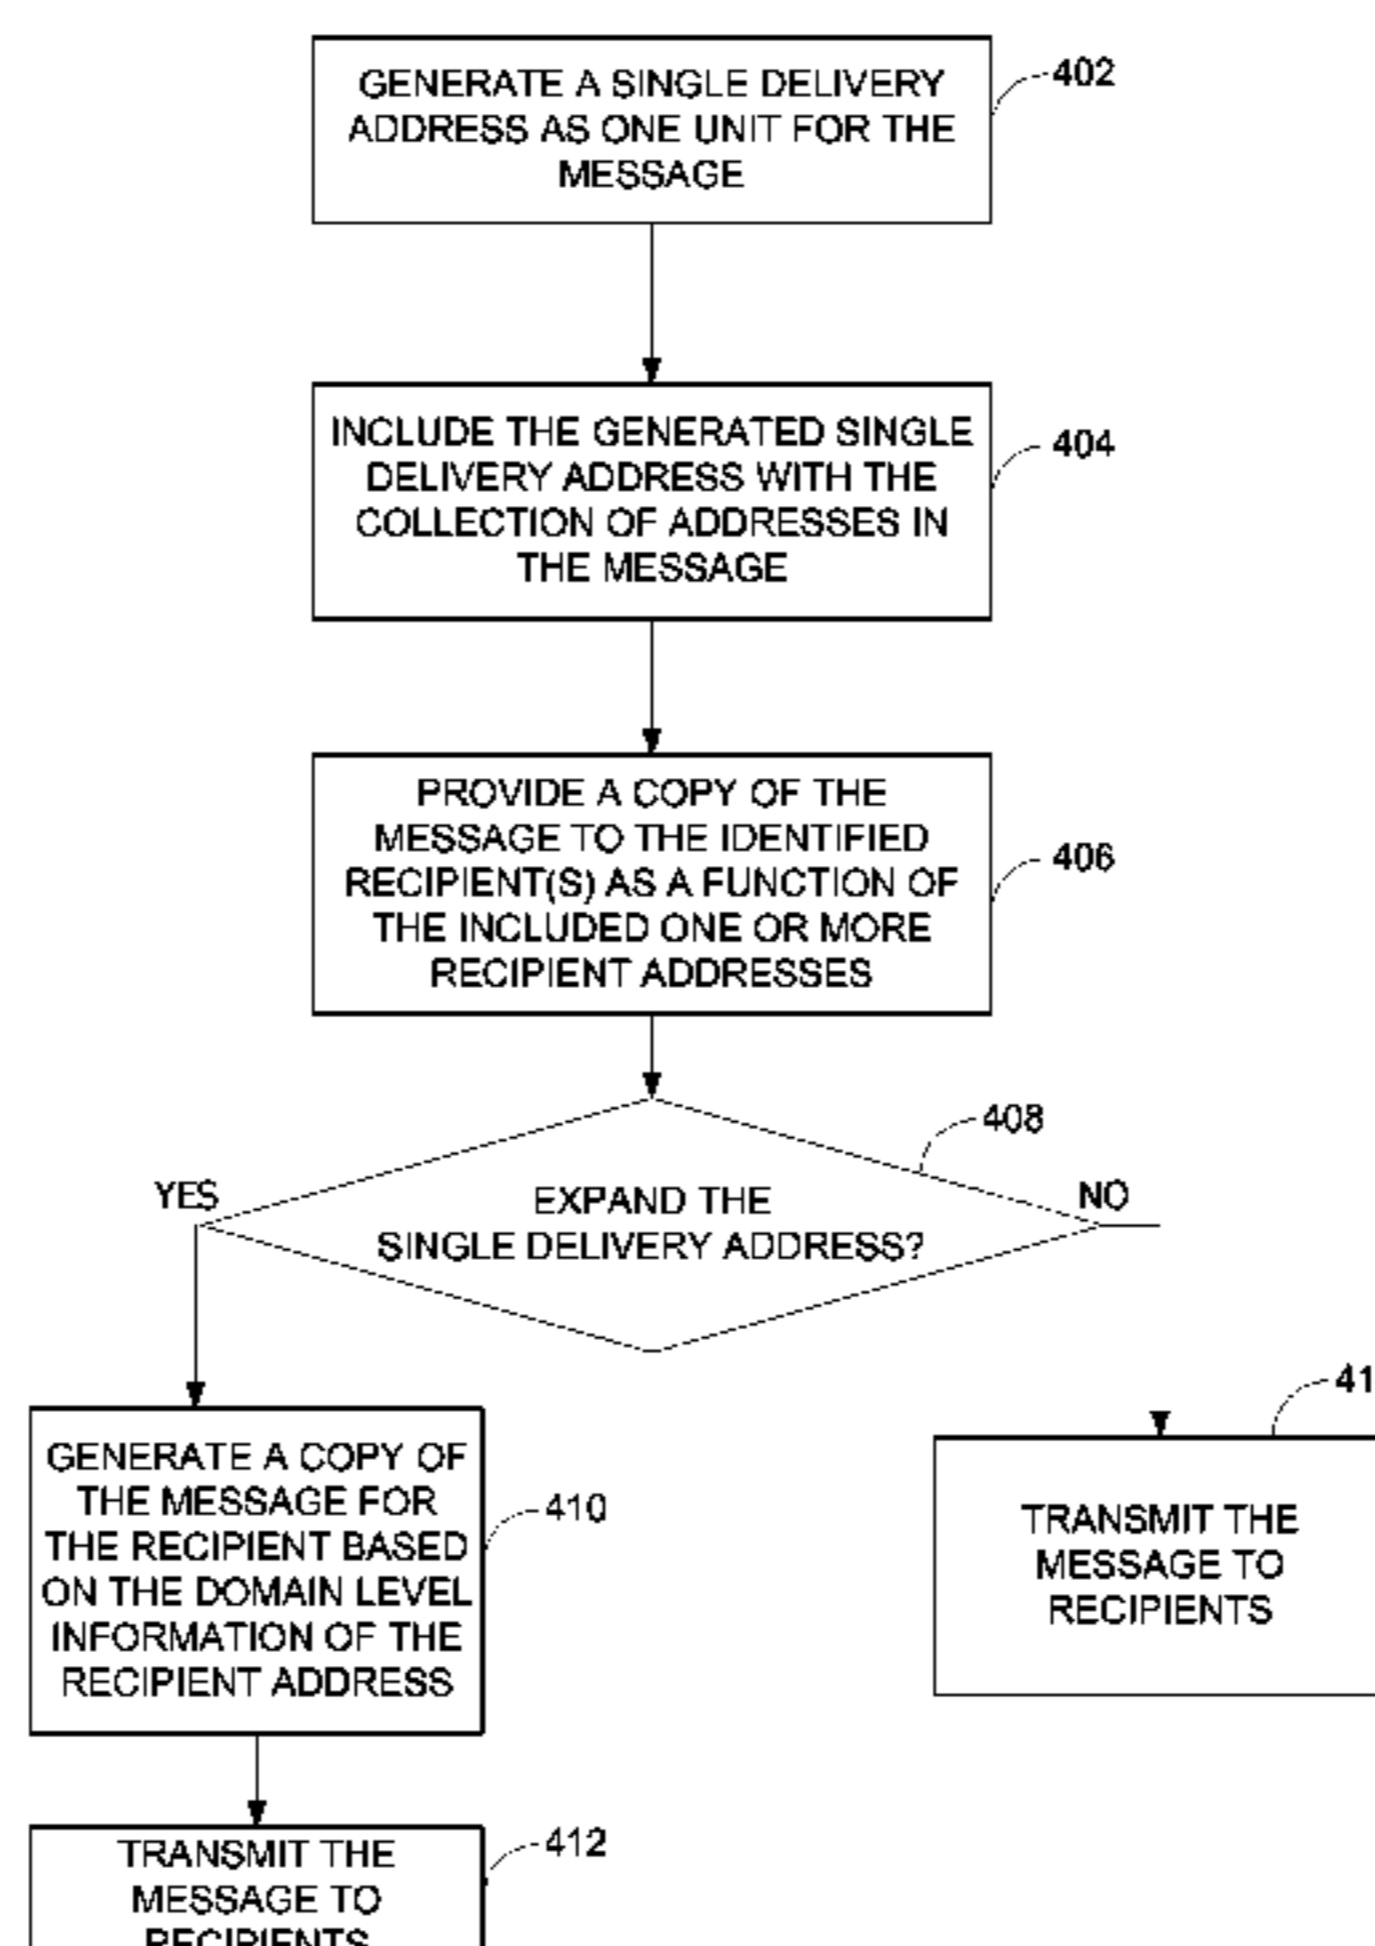 GENERATE A SINGLE DELIVERY
ADDRESS AS ONE UNIT FOR THE
MESSAGE
402
INCLUDE THE GENERATED SINGLE
DELIVERY ADDRESS WITH THE
COLLECTION OF ADDRESSES IN
THE MESSAGE
404
PROVIDE A COPY OF THE
MESSAGE TO THE IDENTIFIED
RECIPIENT(S) AS A FUNCTION OF
THE INCLUDED ONE OR MORE
RECIPIENT ADDRESSES
406
408
YES
EXPAND THE
SINGLE DELIVERY ADDRESS?
NO
GENERATE A COPY OF
THE MESSAGE FOR
THE RECIPIENT BASED
ON THE DOMAIN LEVEL
INFORMATION OF THE
RECIPIENT ADDRESS
410
41
TRANSMIT THE
MESSAGE TO
RECIPIENTS
TRANSMIT THE
MESSAGE TO
RECIPIENTS
412